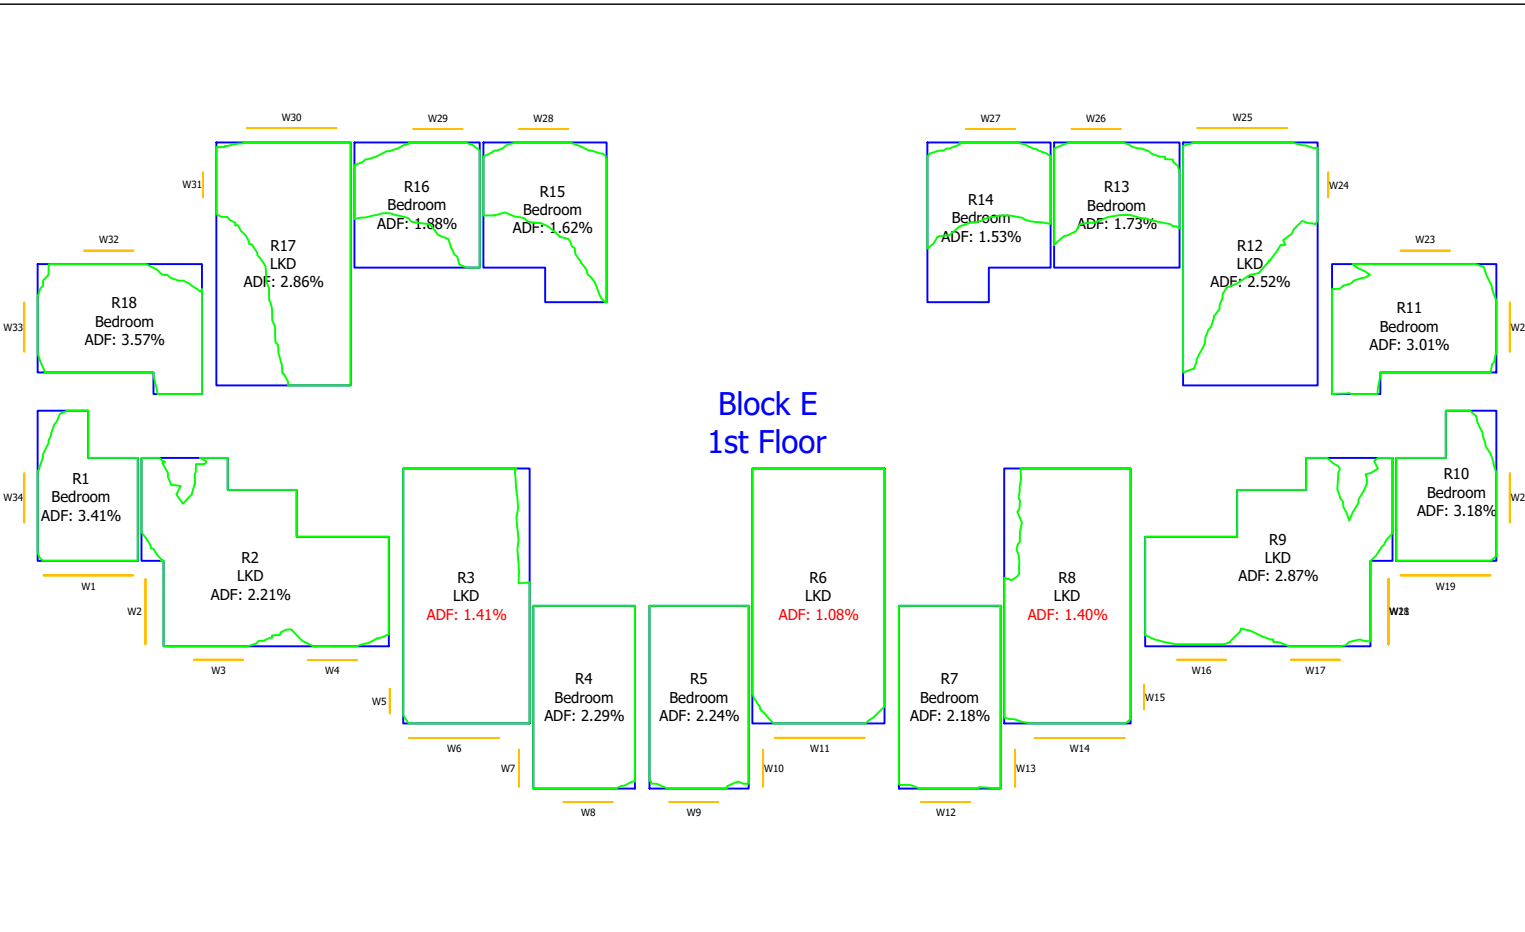 W30
W29
W28
W27
W26
W25
W31
W24
R16
Bedroom
ADF: 1.88%
R15
Bedroom
ADF: 1.62%
R14
Bedroom
ADF: 1.53%
R13
Bedroom
ADF: 1.73%
W32
R17
LKD
ADF: 2.86%
R12
LKD
ADF: 2.52%
W23
W33
R18
Bedroom
ADF: 3.57%
R11
Bedroom
ADF: 3.01%
W2
Block E
1st Floor
W34
R1
Bedroom
ADF: 3.41%
R10
Bedroom
ADF: 3.18%
W2
W1
W2
R2
LKD
ADF: 2.21%
R3
LKD
ADF: 1.41%
R6
LKD
ADF: 1.08%
R8
LKD
ADF: 1.40%
R9
LKD
ADF: 2.87%
W19
W3
W4
W16
W17
W5
R4
Bedroom
ADF: 2.29%
R5
Bedroom
ADF: 2.24%
R7
Bedroom
ADF: 2.18%
W15
W6
W11
W14
W7
W10
W13
W8
W9
W12